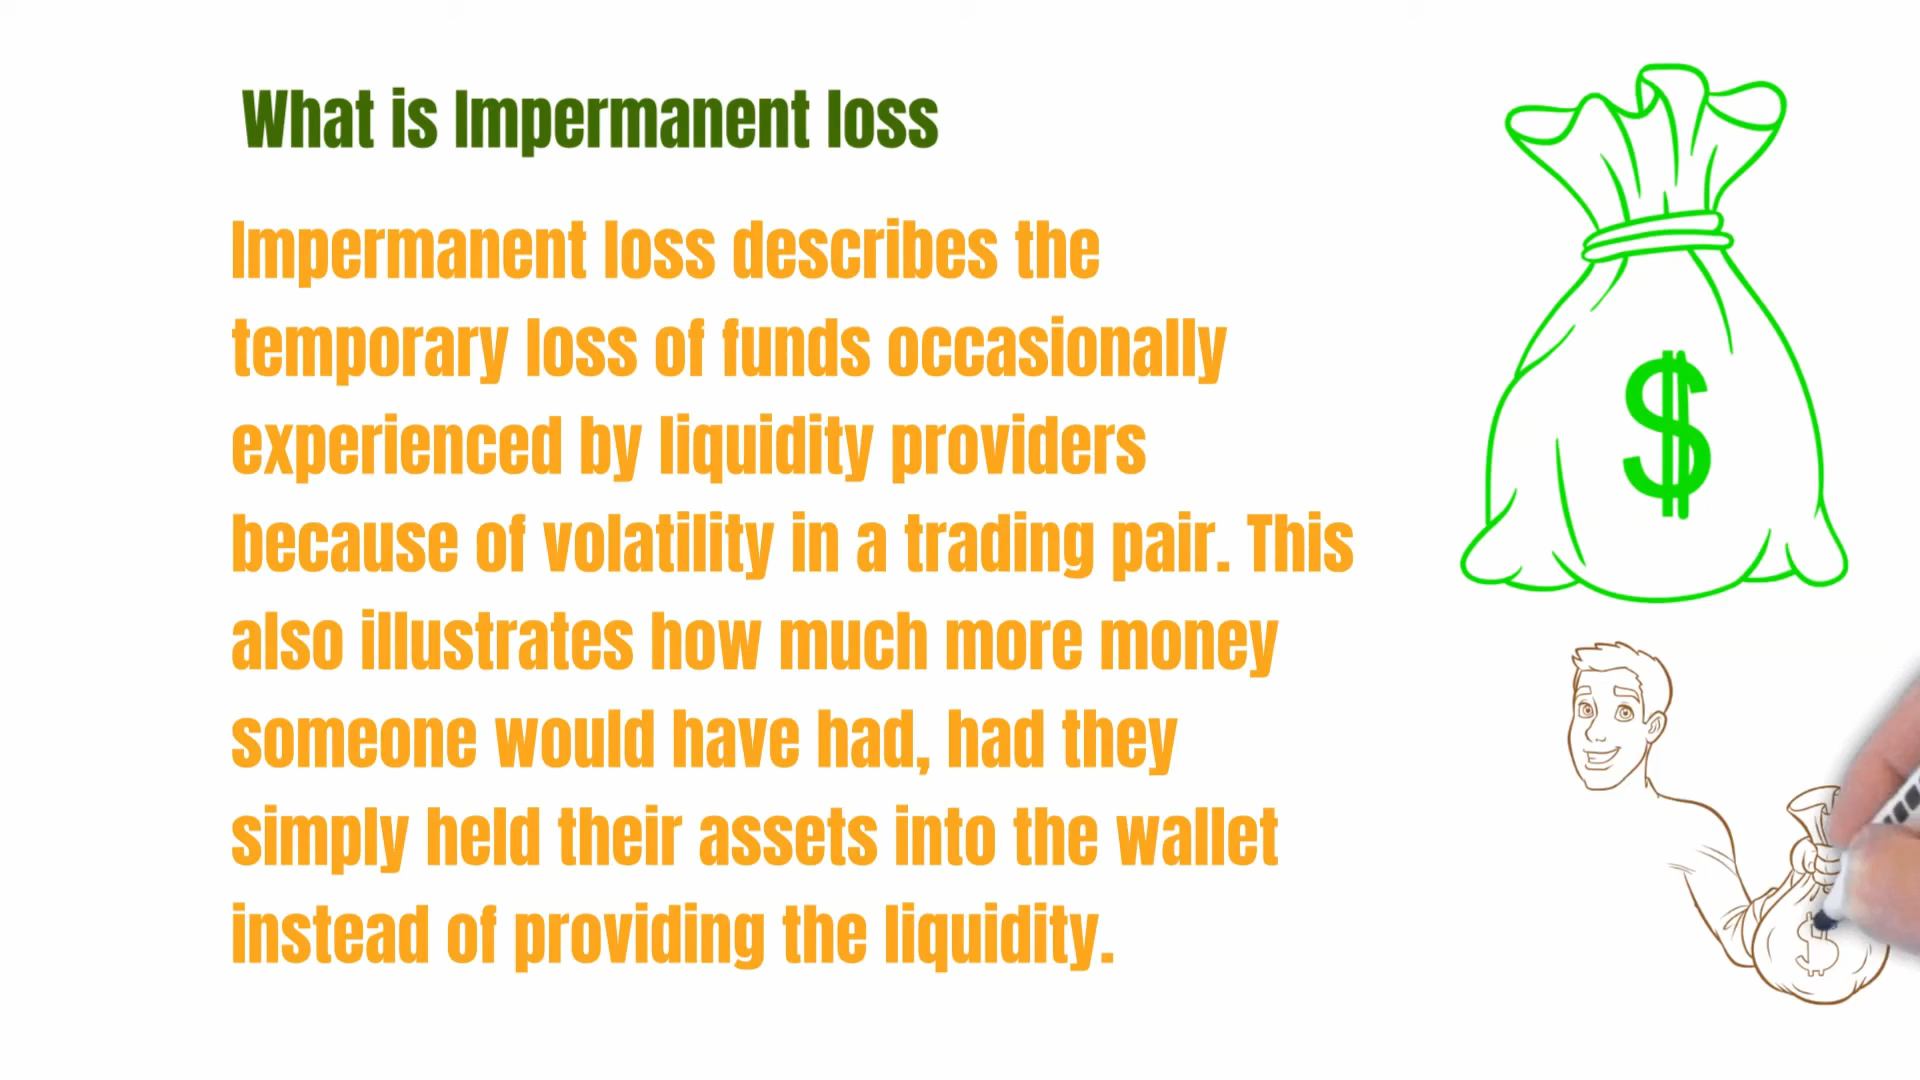 What is Impermanent loss
Impermanent loss describes the
temporary loss of funds occasionally
experienced by liquidity providers
because of volatility in a trading pair. This
also illustrates how much more money
someone would have had, had they
simply held their assets into the wallet
instead of providing the liquidity.
$
$